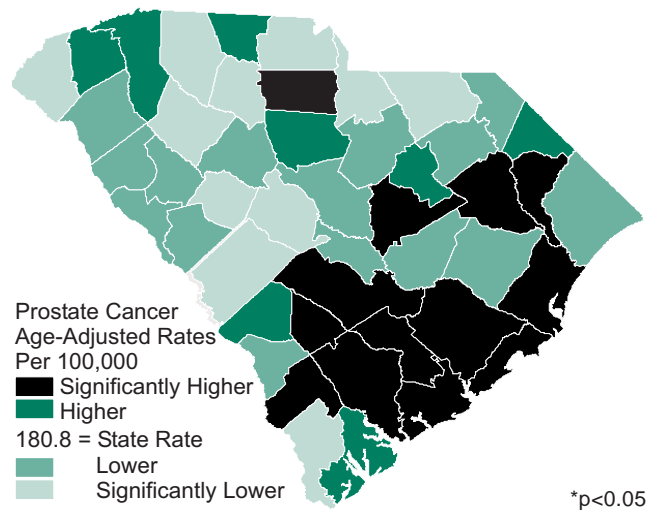 Prostate Cancer
Age-Adjusted Rates
Per 100,000
Significantly Higher
Higher
180.8 = State Rate
Lower
Significantly Lower
*p<0.05